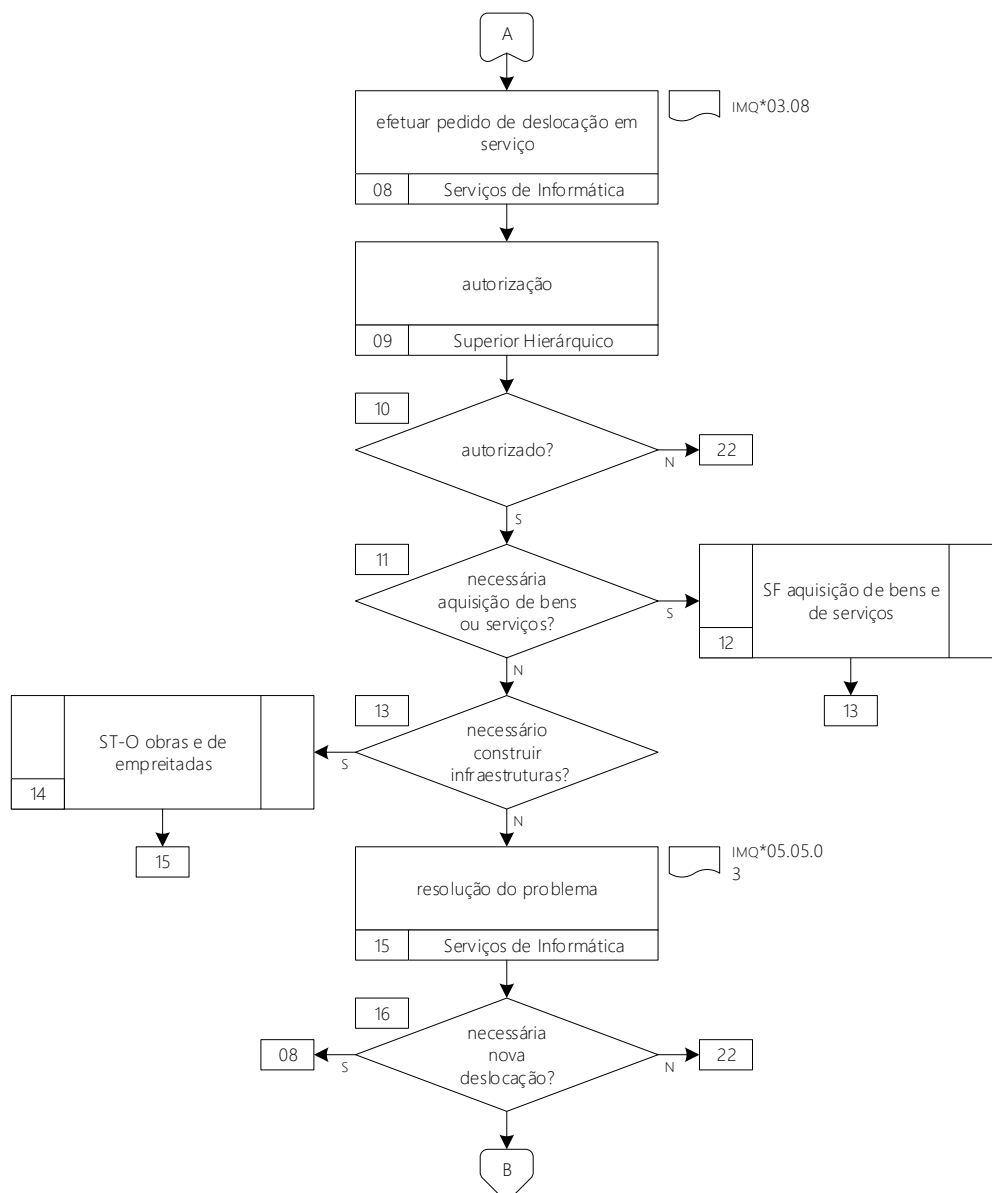 A
efetuar pedido de deslocação em
serviço
08
Serviços de Informática
IMQ*03.08
autorização
09
Superior Hierárquico
10
autorizado?
N
22
S
11
necessária
aquisição de bens
ou serviços?
S
SF aquisição de bens e
de serviços
12
13
N
13
necessário
construir
infraestruturas?
S
ST-O obras e de
empreitadas
14
15
N
resolução do problema
15
Serviços de Informática
IMQ*05.05.0
3
16
necessária
nova
deslocação?
S
08
N
22
B